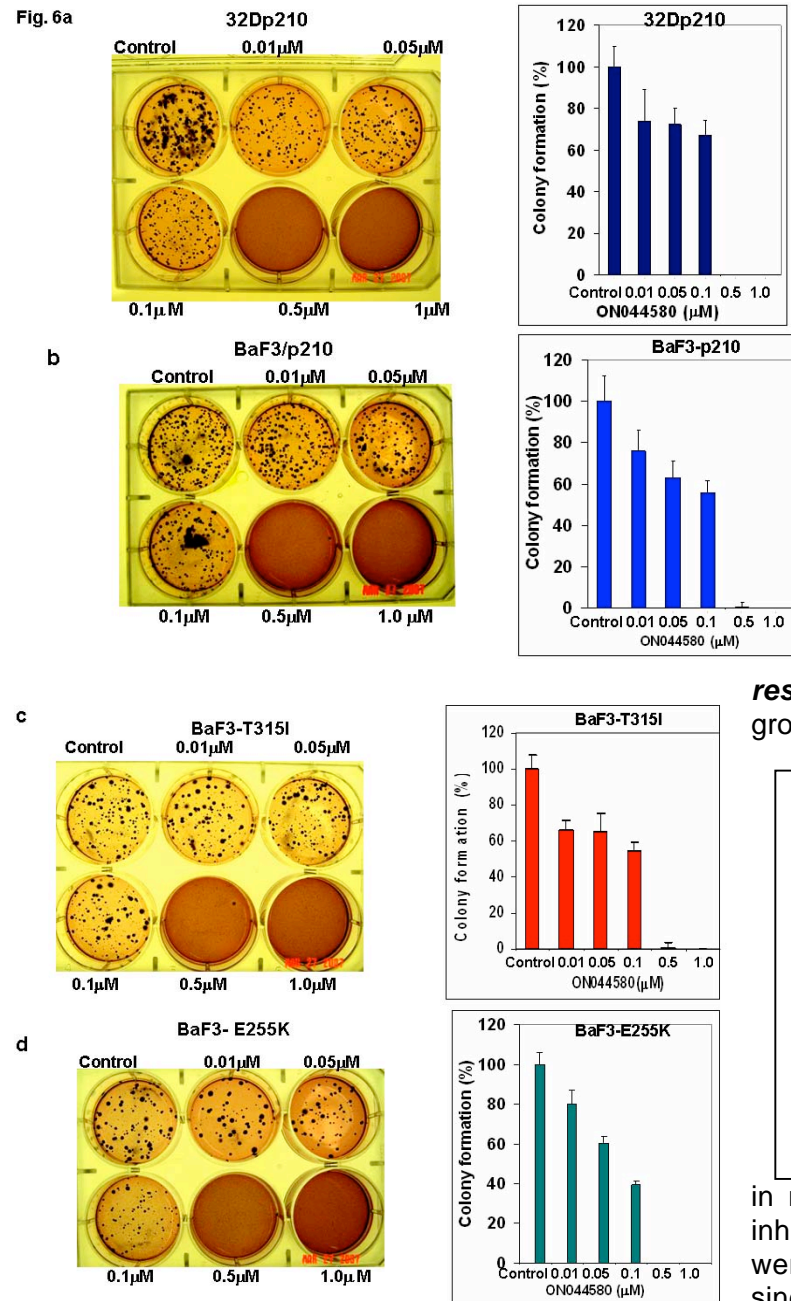 Fig. 6a
32Dp210
Control 0.01μM 0.05μM
0.1μM 0.5μM 1μM
32Dp210
Colony formation (%)
120
100
80
60
40
20
0
Control 0.01 0.05 0.1 0.5 1.0
ON044580 (μM)
b
BaF3/p210
Control 0.01μM 0.05μM
0.1μM 0.5μM 1.0 μM
BaF3-p210
Colony formation (%)
120
100
80
60
40
20
0
Control 0.01 0.05 0.1 0.5 1.0
ON044580 (μM)
res
gro
c
BaF3-T315I
Control 0.01μM 0.05μM
0.1μM 0.5μM 1.0μM
BaF3-T315I
Colony formation (%)
120
100
80
60
40
20
0
Control 0.01 0.05 0.1 0.5 1.0
ON044580(μM)
d
BaF3- E255K
Control 0.01μM 0.05μM
0.1μM 0.5μM 1.0 μM
BaF3-E255K
Colony formation (%)
120
100
80
60
40
20
0
Control 0.01 0.05 0.1 0.5 1.0
ON044580 (μM)
in
inh
wer